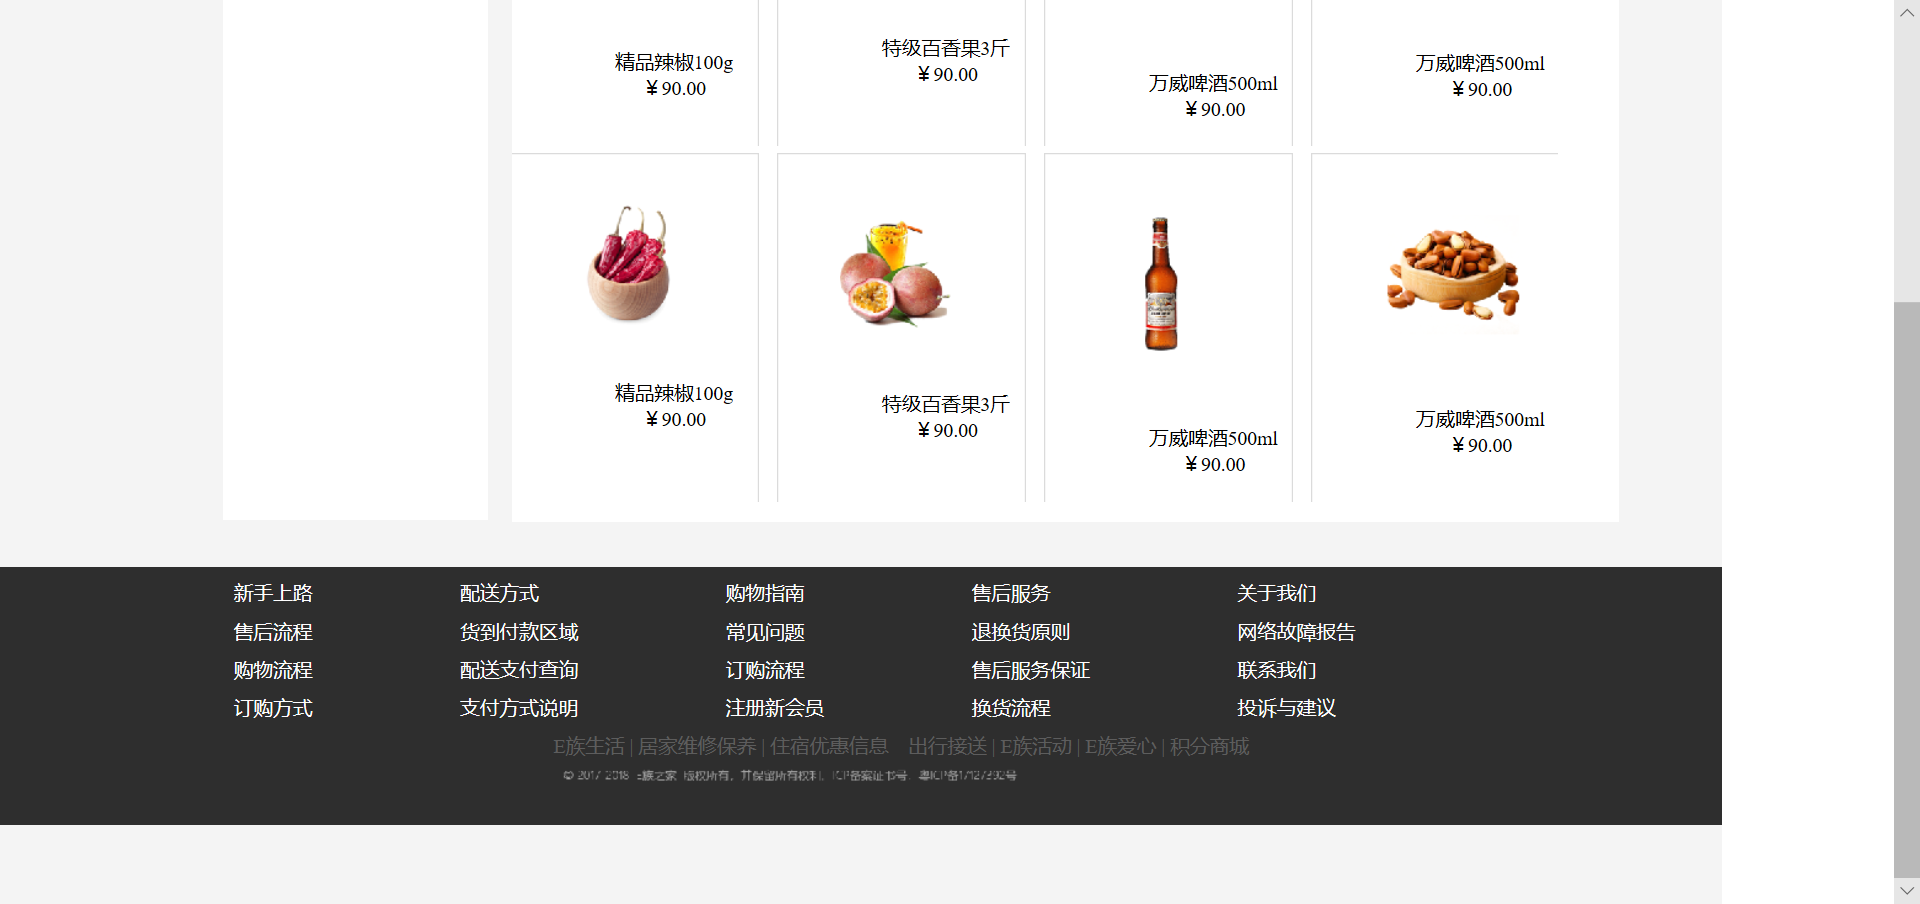 精品辣椒100g
￥90.00
特级百香果3斤
￥90.00
万威啤酒500ml
￥90.00
万威啤酒500ml
￥90.00
精品辣椒100g
￥90.00
特级百香果3斤
￥90.00
万威啤酒500ml
￥90.00
万威啤酒500ml
￥90.00
新手上路 配送方式 购物指南 售后服务 关于我们
售后流程 货到付款区域 常见问题 退换货原则 网络故障报告
购物流程 配送支付查询 订购流程 售后服务保证 联系我们
订购方式 支付方式说明 注册新会员 换货流程 投诉与建议
E族生活 | 居家维修保养 | 住宿优惠信息 出行接送 | E族活动 | E族爱心 | 积分商城
© 2017-2018 E族之家 版权所有，并保留所有权利。ICP备案证书号：粤ICP备17127392号